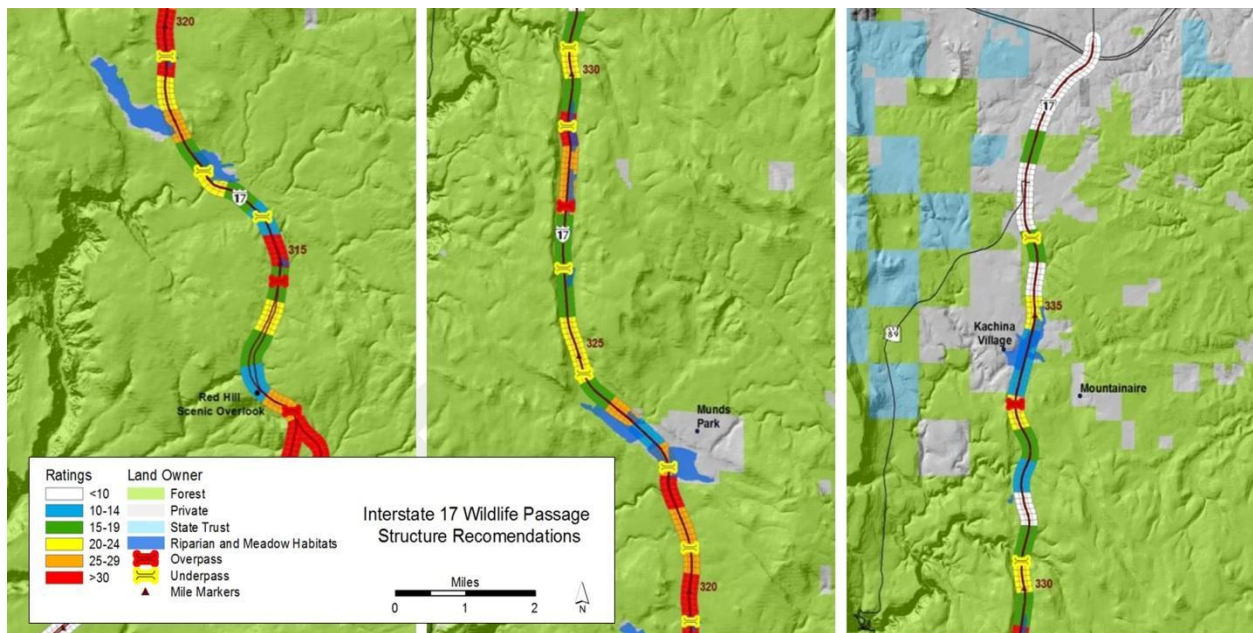 320
17
315
Red Hill
Scenic Overlook
330
17
325
Munds
Park
320
17
335
89
Kachina
Village
Mountainaire
330
Ratings
<10
10-14
15-19
20-24
25-29
>30
Land Owner
Forest
Private
State Trust
Riparian and Meadow Habitats
Overpass
Underpass
Mile Markers
Interstate 17 Wildlife Passage
Structure Recomendations
Miles
0 1 2
N